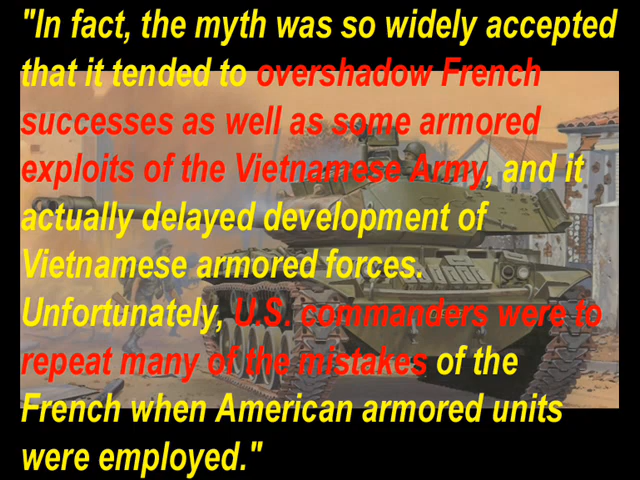 "In fact, the myth was so widely accepted
that it tended to overshadow French
successes as well as some armored
exploits of the Vietnamese Army, and it
actually delayed development of
Vietnamese armored forces.
Unfortunately, U.S. commanders were to
repeat many of the mistakes of the
French when American armored units
were employed."